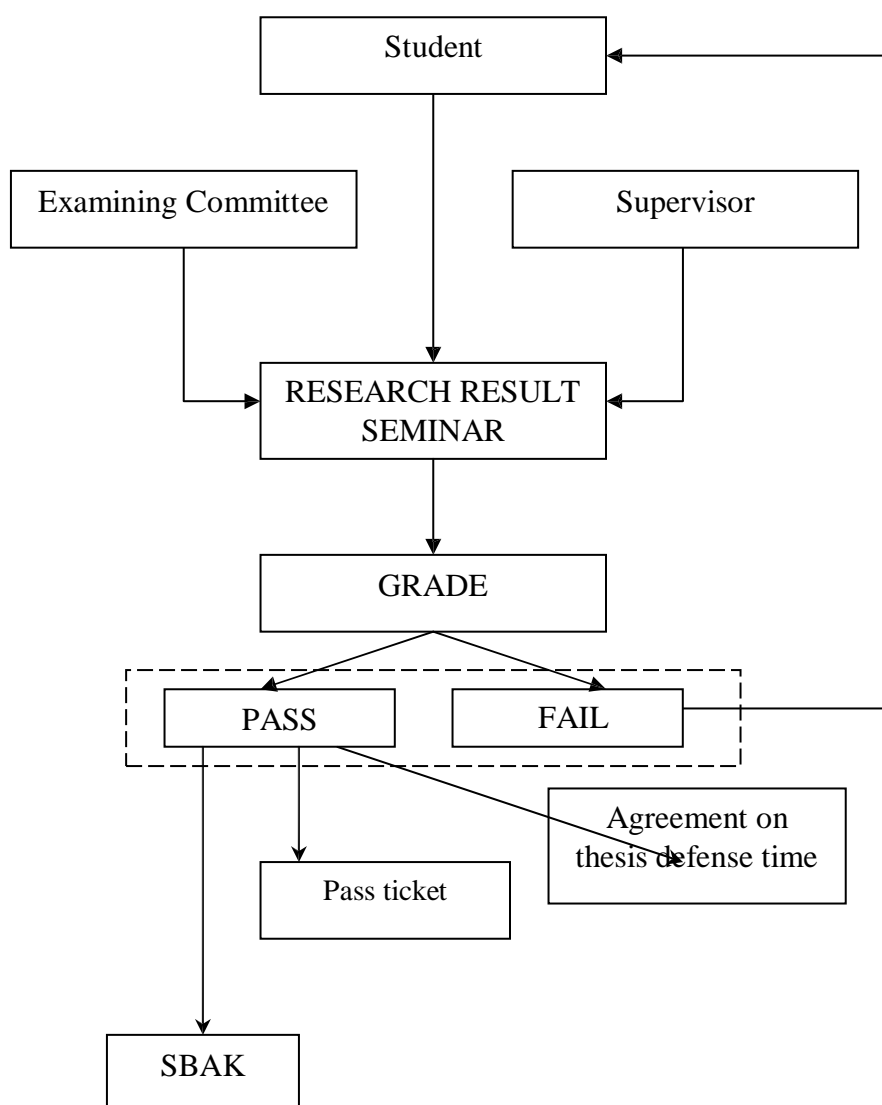 Student
Examining Committee
Supervisor
RESEARCH RESULT
SEMINAR
GRADE
PASS
FAIL
Agreement on
thesis defense time
Pass ticket
SBAK